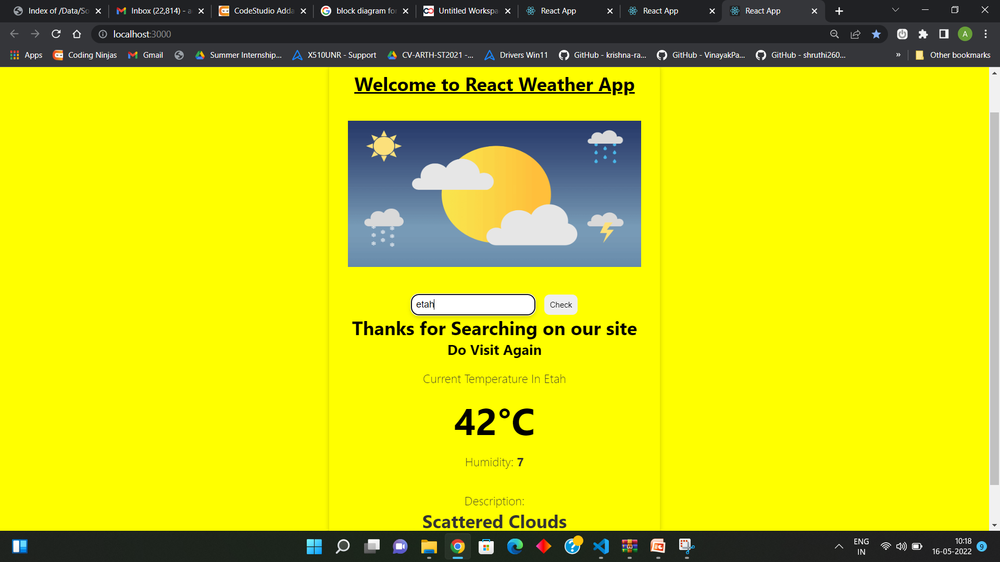 Index of /Data/So
Inbox (22,814) - a
CodeStudio Adda
block diagram fo
Untitled Workspa
React App
React App
React App
localhost:3000
A
Apps
Coding Ninjas
Gmail
Summer Internship...
X510UNR - Support
CV-ARTH-ST2021 -...
Drivers Win11
GitHub - krishna-ra...
GitHub - VinayakPa...
GitHub - shruthi260...
»
Other bookmarks
Welcome to React Weather App
etah
Check
Thanks for Searching on our site
Do Visit Again
Current Temperature In Etah
42°C
Humidity: 7
Description:
Scattered Clouds
ENG
IN
10:18
16-05-2022
9